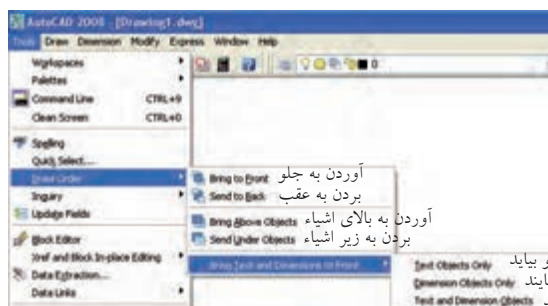 AutoCAD 2008 - [Drawing1.dwg]
Tools Draw Dimension Modify Express Window Help
Workspaces
Palettes
Command Line CTRL+9
Clean Screen CTRL+0
0
Spelling
Quick Select...
Draw Order
Inquiry
Update Fields
Block Editor
Xref and Block In-place Editing
Data Extraction...
Data Links
Bring to Front آوردن به جلو
Send to Back بردن به عقب
Bring Above Objects آوردن به بالای اشیاء
Send Under Objects بردن به زیر اشیاء
Bring Text and Dimensions to Front
Text Objects Only و بیاید
Dimension Objects Only یایند
Text and Dimension Objects